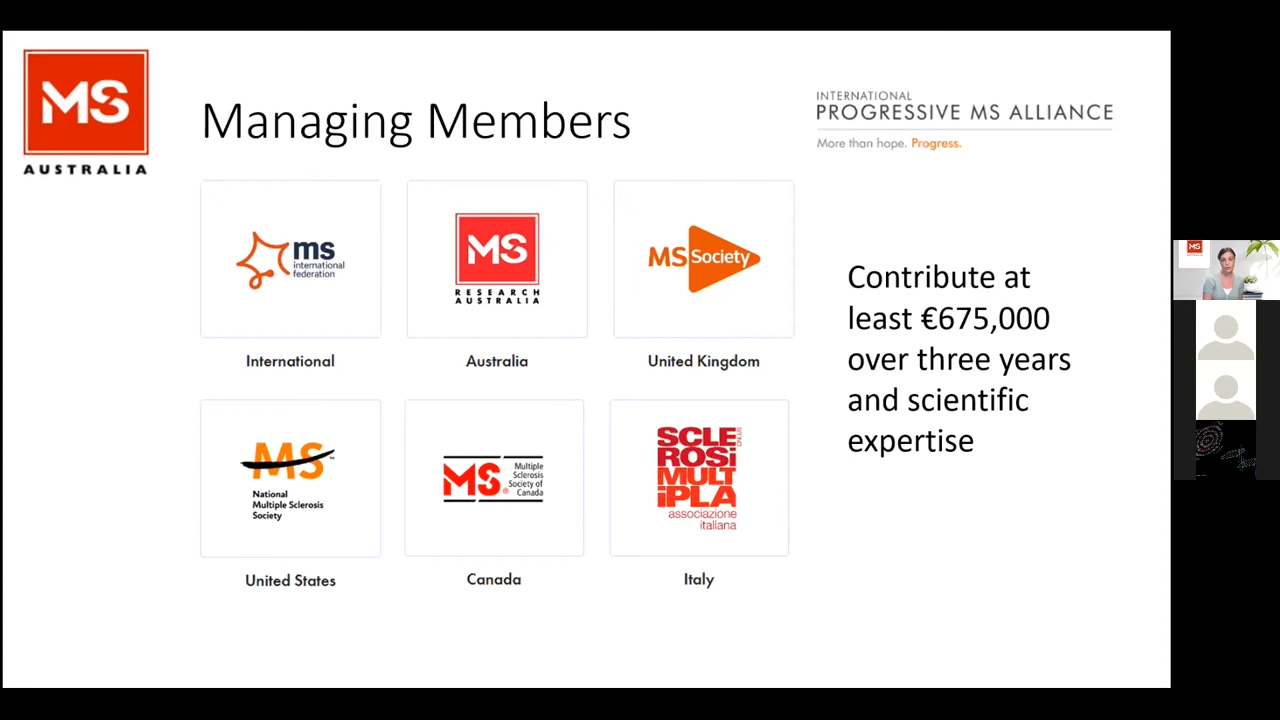 MS
AUSTRALIA
Managing Members
INTERNATIONAL
PROGRESSIVE MS ALLIANCE
More than hope. Progress.
ms
international
federation
International
MS
RESEARCH
AUSTRALIA
Australia
MS Society
United Kingdom
Contribute at
least €675,000
over three years
and scientific
expertise
MS
National
Multiple Sclerosis
Society
United States
MS
Multiple
Sclerosis
Society of
Canada
Canada
SCLE
ROSi
MULT
iPLA
ONLUS
associazione
italiana
Italy
MS